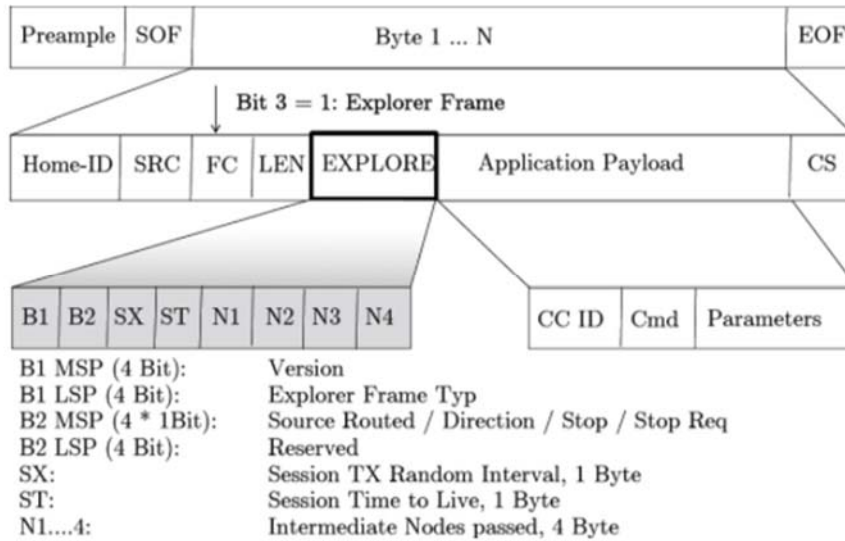 Preample SOF Byte 1 ... N EOF
Bit 3 = 1: Explorer Frame
Home-ID SRC FC LEN EXPLORE Application Payload CS
B1 B2 SX ST N1 N2 N3 N4 CC ID Cmd Parameters
B1 MSP (4 Bit): Version
B1 LSP (4 Bit): Explorer Frame Typ
B2 MSP (4 * 1Bit): Source Routed / Direction / Stop / Stop Req
B2 LSP (4 Bit): Reserved
SX: Session TX Random Interval, 1 Byte
ST: Session Time to Live, 1 Byte
N1....4: Intermediate Nodes passed, 4 Byte